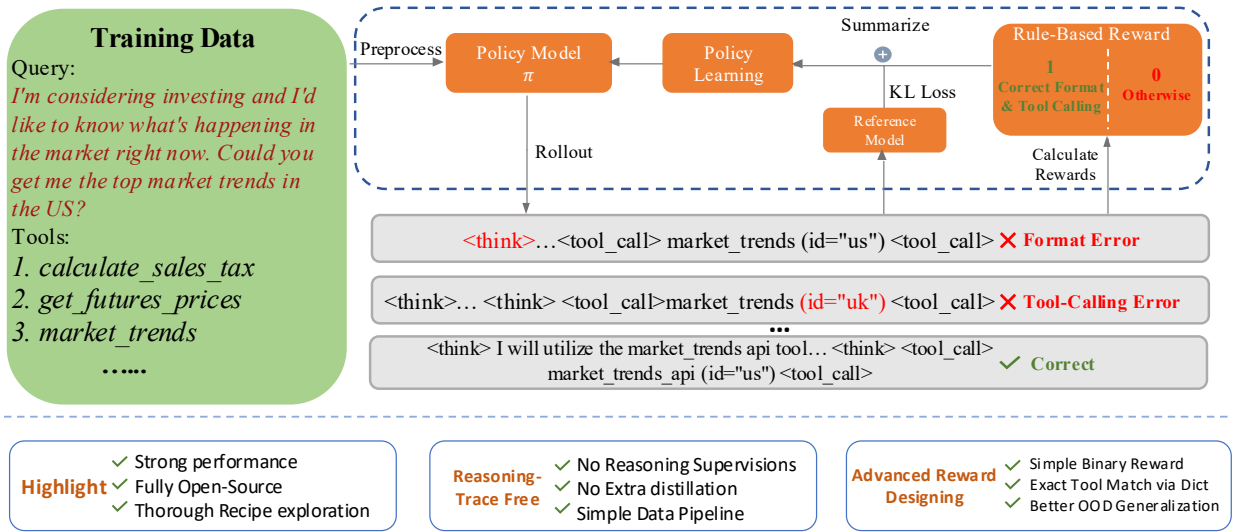 Training Data
Query:
I'm considering investing and I'd
like to know what's happening in
the market right now. Could you
get me the top market trends in
the US?
Tools:
1. calculate_sales_tax
2. get_futures_prices
3. market_trends
…...
Preprocess
Policy Model
π
Policy
Learning
Summarize
+
KL Loss
Reference
Model
Rule-Based Reward
1
Correct Format
& Tool Calling
0
Otherwise
Rollout
Calculate
Rewards
<think>…<tool_call> market_trends (id="us") <tool_call> Format Error
<think>… <think> <tool_call>market_trends (id="uk") <tool_call> Tool-Calling Error
...
<think> I will utilize the market_trends api tool… <think> <tool_call>
market_trends_api (id="us") <tool_call>
Correct
Highlight
Strong performance
Fully Open-Source
Thorough Recipe exploration
Reasoning-
Trace Free
No Reasoning Supervisions
No Extra distillation
Simple Data Pipeline
Advanced Reward
Designing
Simple Binary Reward
Exact Tool Match via Dict
Better OOD Generalization